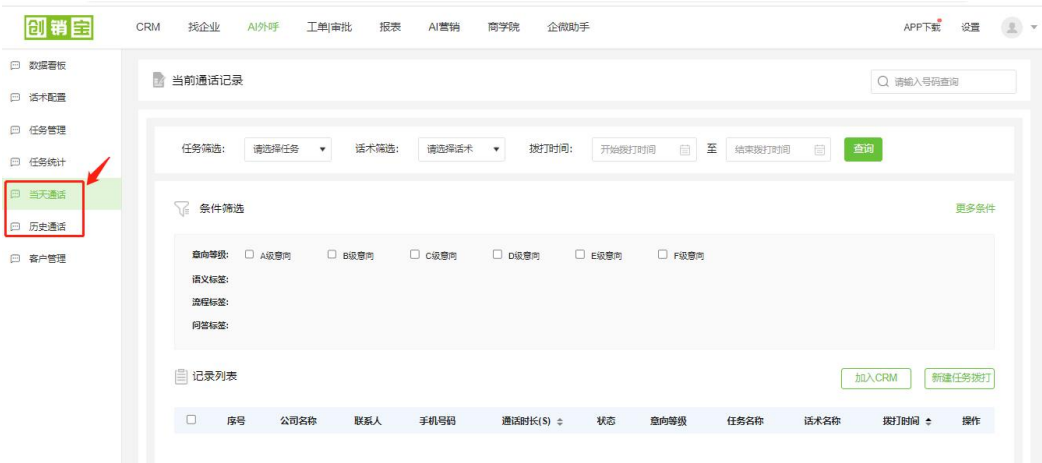 创销宝 CRM 找企业 AI外呼 工单|审批 报表 AI营销 商学院 企微助手 APP下载 设置
数据看板
话术配置
任务管理
任务统计
当天通话
历史通话
客户管理
当前通话记录 请输入号码查询
任务筛选: 请选择任务 话术筛选: 请选择话术 拨打时间: 开始拨打时间 至 结束拨打时间 查询
条件筛选 更多条件
意向等级: A级意向 B级意向 C级意向 D级意向 E级意向 F级意向
语义标签:
流程标签:
问答标签:
记录列表 加入CRM 新建任务拨打
序号 公司名称 联系人 手机号码 通话时长(S) 状态 意向等级 任务名称 话术名称 拨打时间 操作